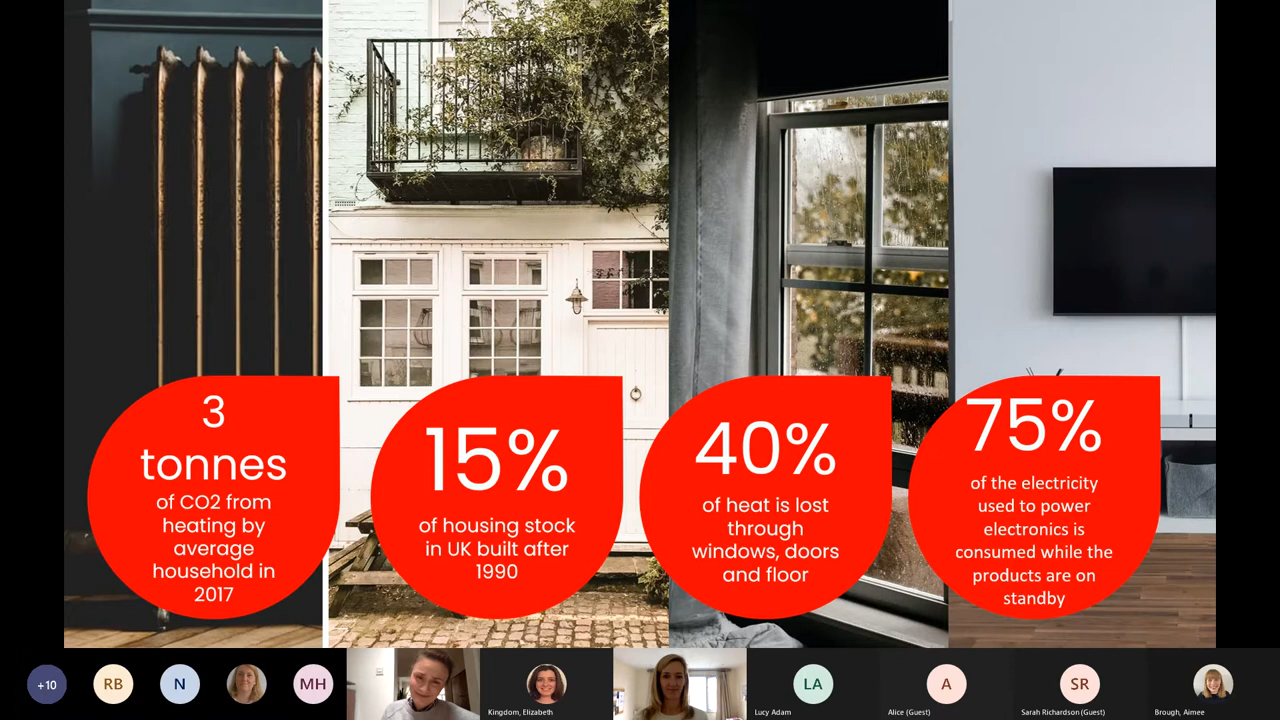 3
tonnes
of CO2 from
heating by
average
household in
2017
15%
of housing stock
in UK built after
1990
40%
of heat is lost
through
windows, doors
and floor
75%
of the electricity
used to power
electronics is
consumed while the
products are on
standby
+10
RB
N
MH
Kingdom, Elizabeth
LA
Lucy Adam
A
Alice (Guest)
SR
Sarah Richardson (Guest)
Brough, Aimee